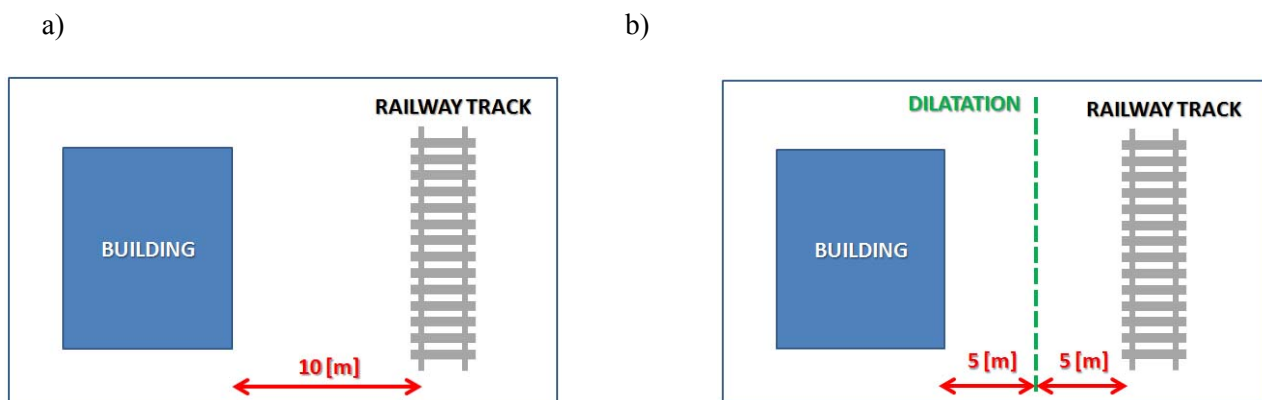 a)
b)
RAILWAY TRACK
BUILDING
10 [m]
DILATATION
RAILWAY TRACK
BUILDING
5 [m]
5 [m]